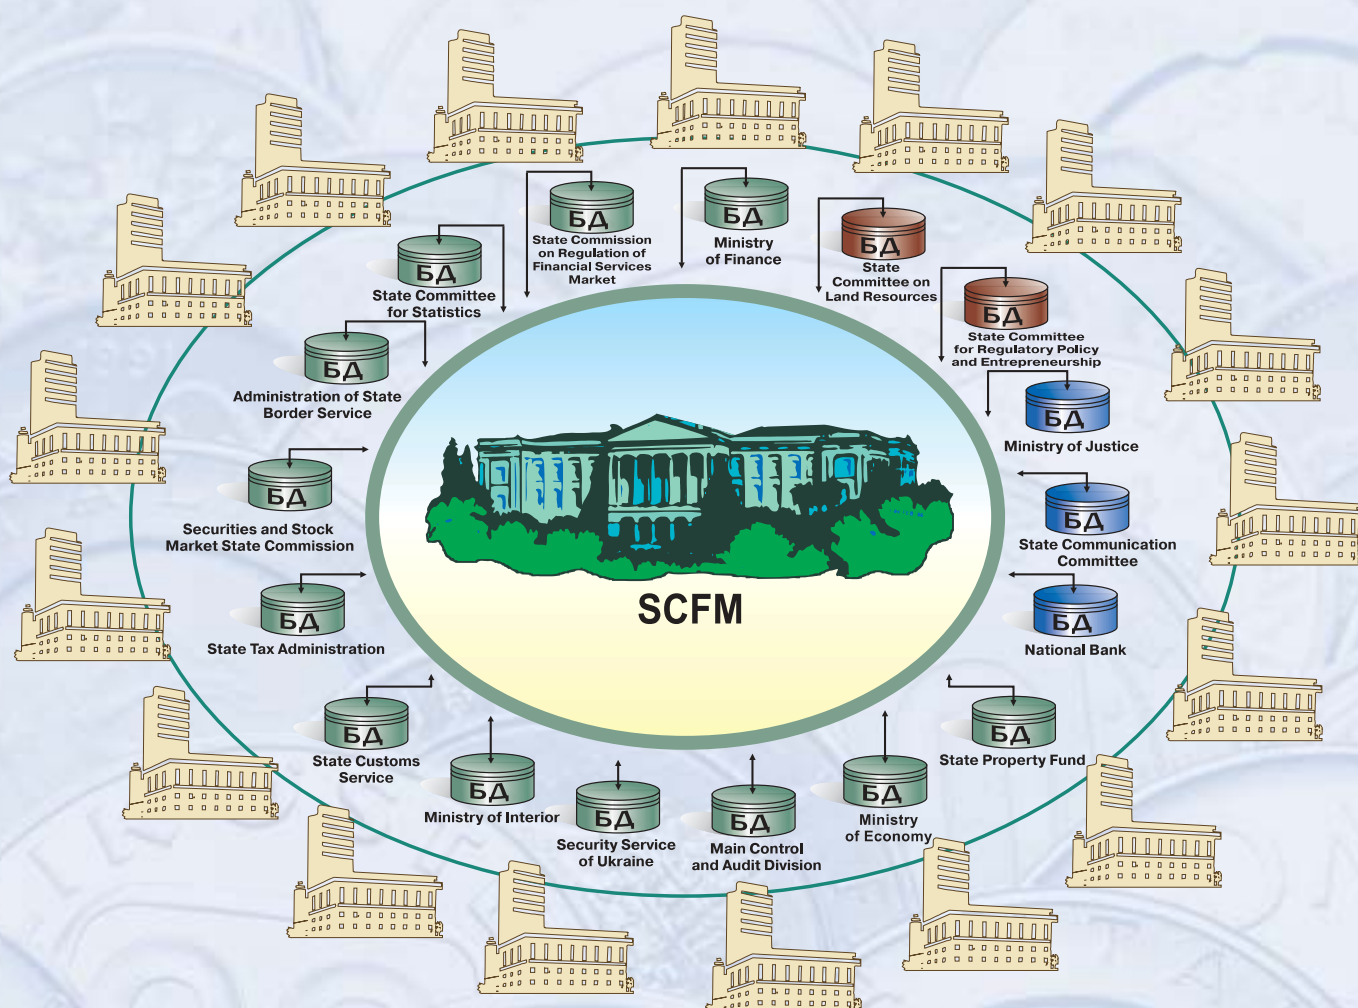 БД
State Commission
on Regulation of
Financial Services
Market
БД
Ministry
of Finance
БД
State
Committee on
Land Resources
БД
State Committee
for Statistics
БД
State Committee
for Regulatory Policy
and Entrepreneurship
БД
Administration of State
Border Service
БД
Ministry of Justice
БД
Securities and Stock
Market State Commission
БД
State Communication
Committee
БД
State Tax Administration
БД
National Bank
SCFM
БД
State Customs
Service
БД
State Property Fund
БД
Ministry of Interior
БД
Security Service
of Ukraine
БД
Main Control
and Audit Division
БД
Ministry
of Economy